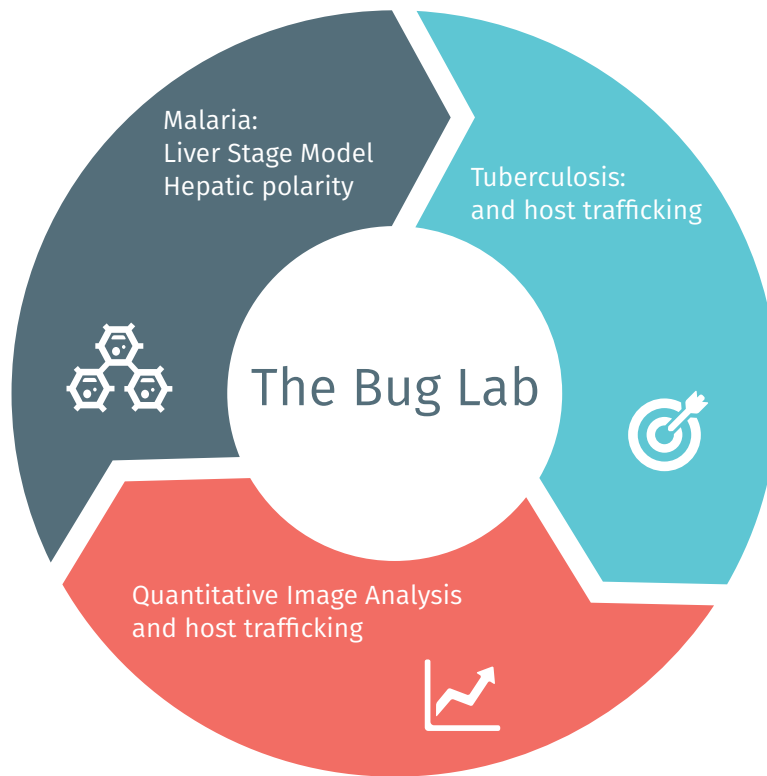 Malaria:
Liver Stage Model
Hepatic polarity
Tuberculosis:
and host trafficking
The Bug Lab
Quantitative Image Analysis
and host trafficking